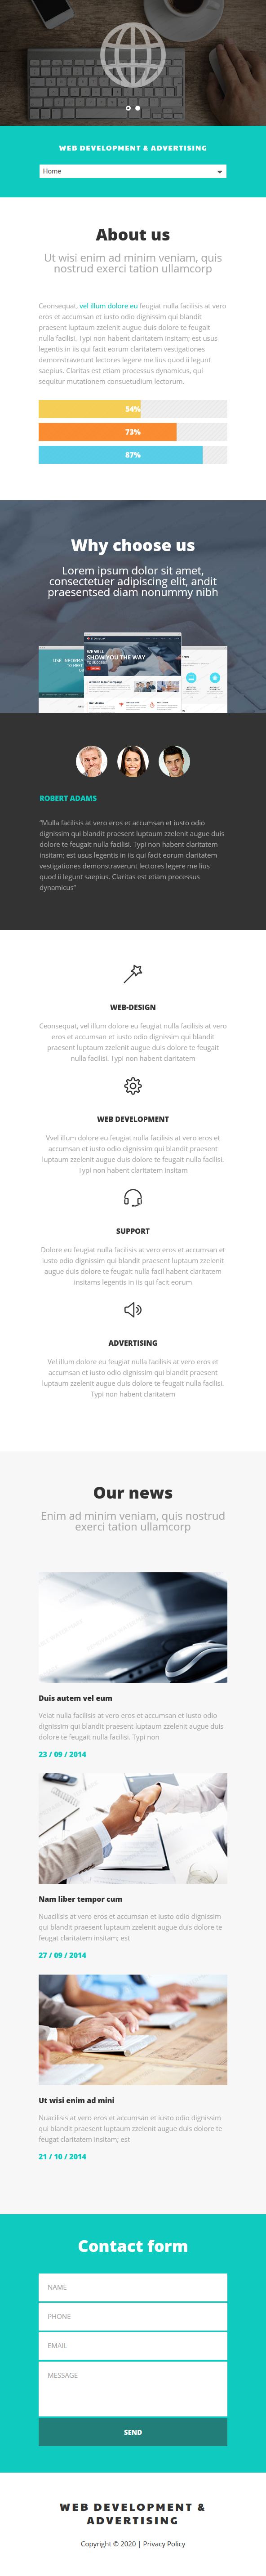 WEB DEVELOPMENT & ADVERTISING
Home
About us
Ut wisi enim ad minim veniam, quis
nostrud exerci tation ullamcorp
Consequat, vel illum dolore eu feugiat nulla facilisis at vero
eros et accumsan et iusto odio dignissim qui blandit
praesent luptaum zzelenit augue duis dolore te feugait
nulla facilisi. Typi non habent claritatem insitam; est usus
legentis in iis qui facit eorum claritatem vestigationes
demonstraverunt lectores legere me lius quod ii legunt
saepius. Claritas est etiam processus dynamicus, qui
sequitur mutationem consuetudium lectorum.
54%
73%
87%
Why choose us
Lorem ipsum dolor sit amet,
consectetuer adipiscing elit, andit
praesentsed diam nonummy nibh
WE WILL
SHOW YOU THE WAY
TO SUCCESS
ROBERT ADAMS
"Mulla facilisis at vero eros et accumsan et iusto odio
dignissim qui blandit praesent luptaum zzelenit augue duis
dolore te feugait nulla facilisi. Typi non habent claritatem
insitam; est usus legentis in iis qui facit eorum claritatem
vestigationes demonstraverunt lectores legere me lius
quod ii legunt saepius. Claritas est etiam processus
dynamicus"
WEB-DESIGN
Consequat, vel illum dolore eu feugiat nulla facilisis at vero
eros et accumsan et iusto odio dignissim qui blandit
praesent luptatum zzelenit augue duis dolore te feugait
nulla facilisi. Typi non habent claritatem
WEB DEVELOPMENT
Vvel illum dolore eu feugiat nulla facilisis at vero eros et
accumsan et iusto odio dignissim qui blandit praesent
luptatum zzelenit augue duis dolore te feugait nulla facilisi.
Typi non habent claritatem insitam
SUPPORT
Dolore eu feugiat nulla facilisis at vero eros et accumsan et
iusto odio dignissim qui blandit praesent luptatum zzelenit
augue duis dolore te feugait nulla facil habent claritatem
insitams legentis in iis qui facit eorum
ADVERTISING
Vel illum dolore eu feugiat nulla facilisis at vero eros et
accumsan et iusto odio dignissim qui blandit praesent
luptatum zzelenit augue duis dolore te feugait nulla facilisi.
Typi non habent claritatem
Our news
Enim ad minim veniam, quis nostrud
exerci tation ullamcorp
Duis autem vel eum
Veiat nulla facilisis at vero eros et accumsan et iusto odio
dignissim qui blandit praesent luptaum zzelenit augue duis
dolore te feugait nulla facilisi. Typi non
23 / 09 / 2014
Nam liber tempor cum
Nuacilisis at vero eros et accumsan et iusto odio dignissim
qui blandit praesent luptaum zzelenit augue duis dolore te
feugait claritatem insitam; est
27 / 09 / 2014
Ut wisi enim ad mini
Nuacilisis at vero eros et accumsan et iusto odio dignissim
qui blandit praesent luptaum zzelenit augue duis dolore te
feugat claritatem insitam; est
21 / 10 / 2014
Contact form
NAME
PHONE
EMAIL
MESSAGE
SEND
WEB DEVELOPMENT &
ADVERTISING
Copyright © 2020 | Privacy Policy